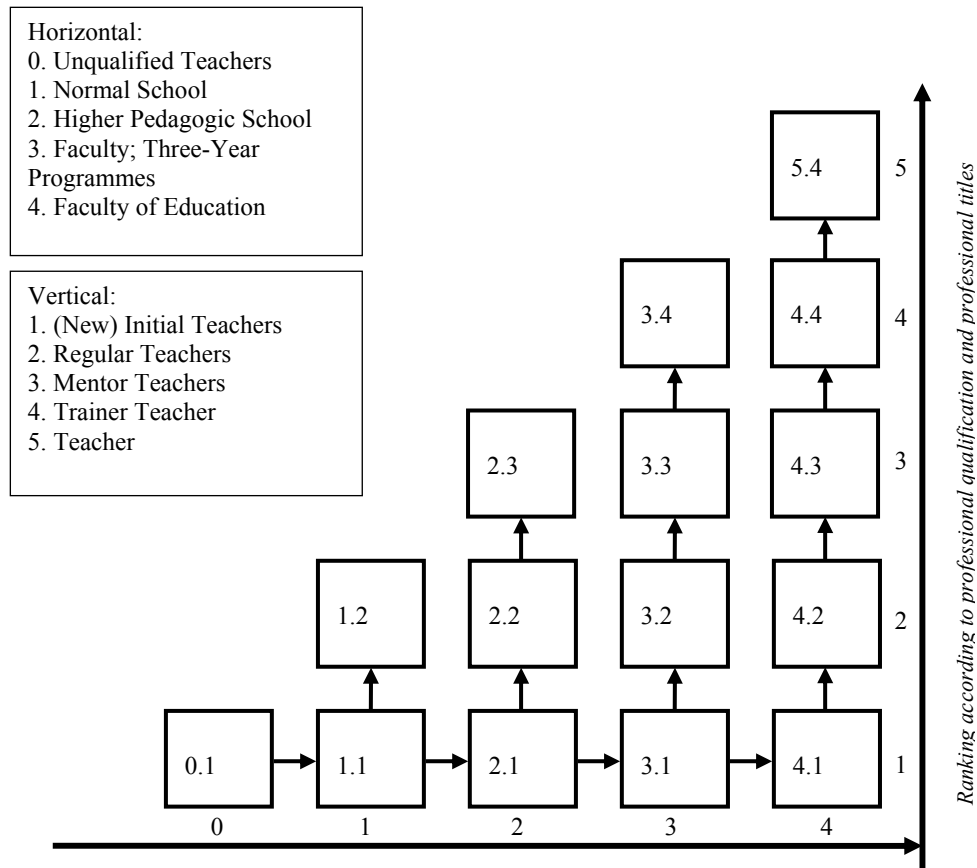 Horizontal:
0. Unqualified Teachers
1. Normal School
2. Higher Pedagogic School
3. Faculty; Three-Year
Programmes
4. Faculty of Education
Vertical:
1. (New) Initial Teachers
2. Regular Teachers
3. Mentor Teachers
4. Trainer Teacher
5. Teacher
5.4 5
3.4 4.4 4
2.3 3.3 4.3 3
1.2 2.2 3.2 4.2 2
0.1 1.1 2.1 3.1 4.1 1
0 1 2 3 4
Ranking according to professional qualification and professional titles